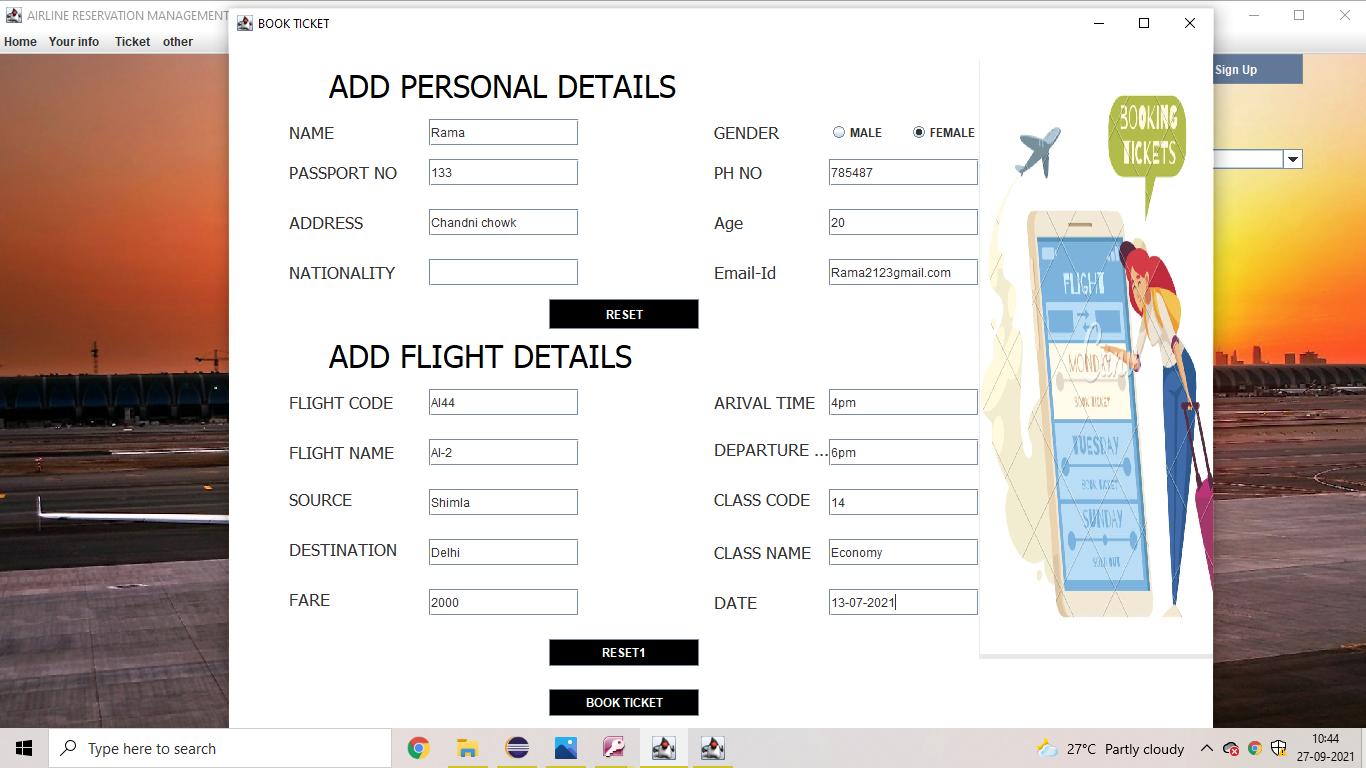 AIRLINE RESERVATION MANAGEMENT
BOOK TICKET
Home Your info Ticket other
Sign Up
ADD PERSONAL DETAILS
NAME Rama GENDER MALE FEMALE
PASSPORT NO 133 PH NO 785487
ADDRESS Chandni chowk Age 20
NATIONALITY Email-Id Rama2123gmail.com
RESET
ADD FLIGHT DETAILS
FLIGHT CODE AI44 ARIVAL TIME 4pm
FLIGHT NAME AI-2 DEPARTURE ... 6pm
SOURCE Shimla CLASS CODE 14
DESTINATION Delhi CLASS NAME Economy
FARE 2000 DATE 13-07-2021
RESET1
BOOK TICKET
BOOKING
TICKETS
FLIGHT
MONDAY
BOOK TICKET
TUESDAY
BOOK TICKET
SUNDAY
SOLD OUT
Type here to search
27°C Partly cloudy
10:44
27-09-2021